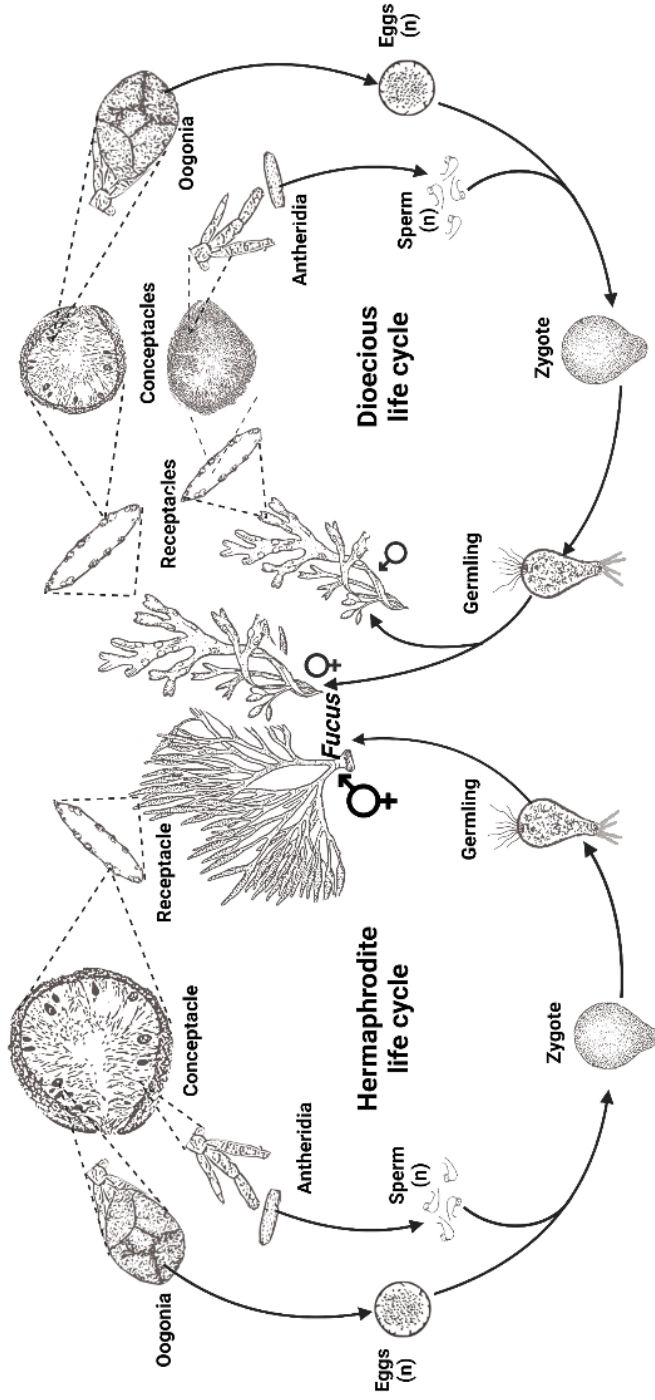 Oogonia
Conceptacle
Receptacle
Antheridia
Hermaphrodite
life cycle
Eggs
(n)
Sperm
(n)
Zygote
Germling
Fucus
Receptacles
Conceptacles
Oogonia
Antheridia
Dioecious
life cycle
Sperm
(n)
Eggs
(n)
Zygote
Germling